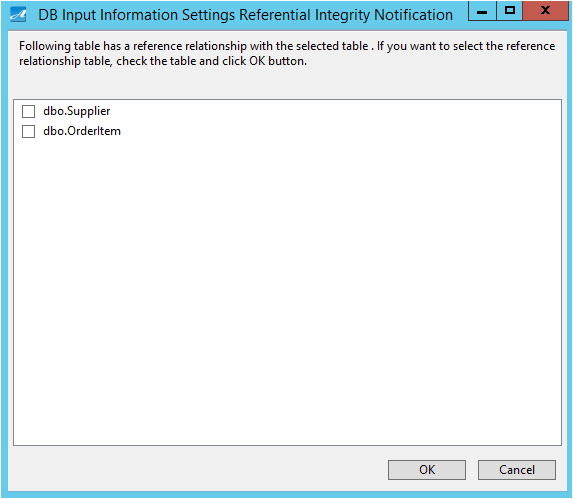 DB Input Information Settings Referential Integrity Notification
Following table has a reference relationship with the selected table . If you want to select the reference
relationship table, check the table and click OK button.
dbo.Supplier
dbo.OrderItem
OK Cancel